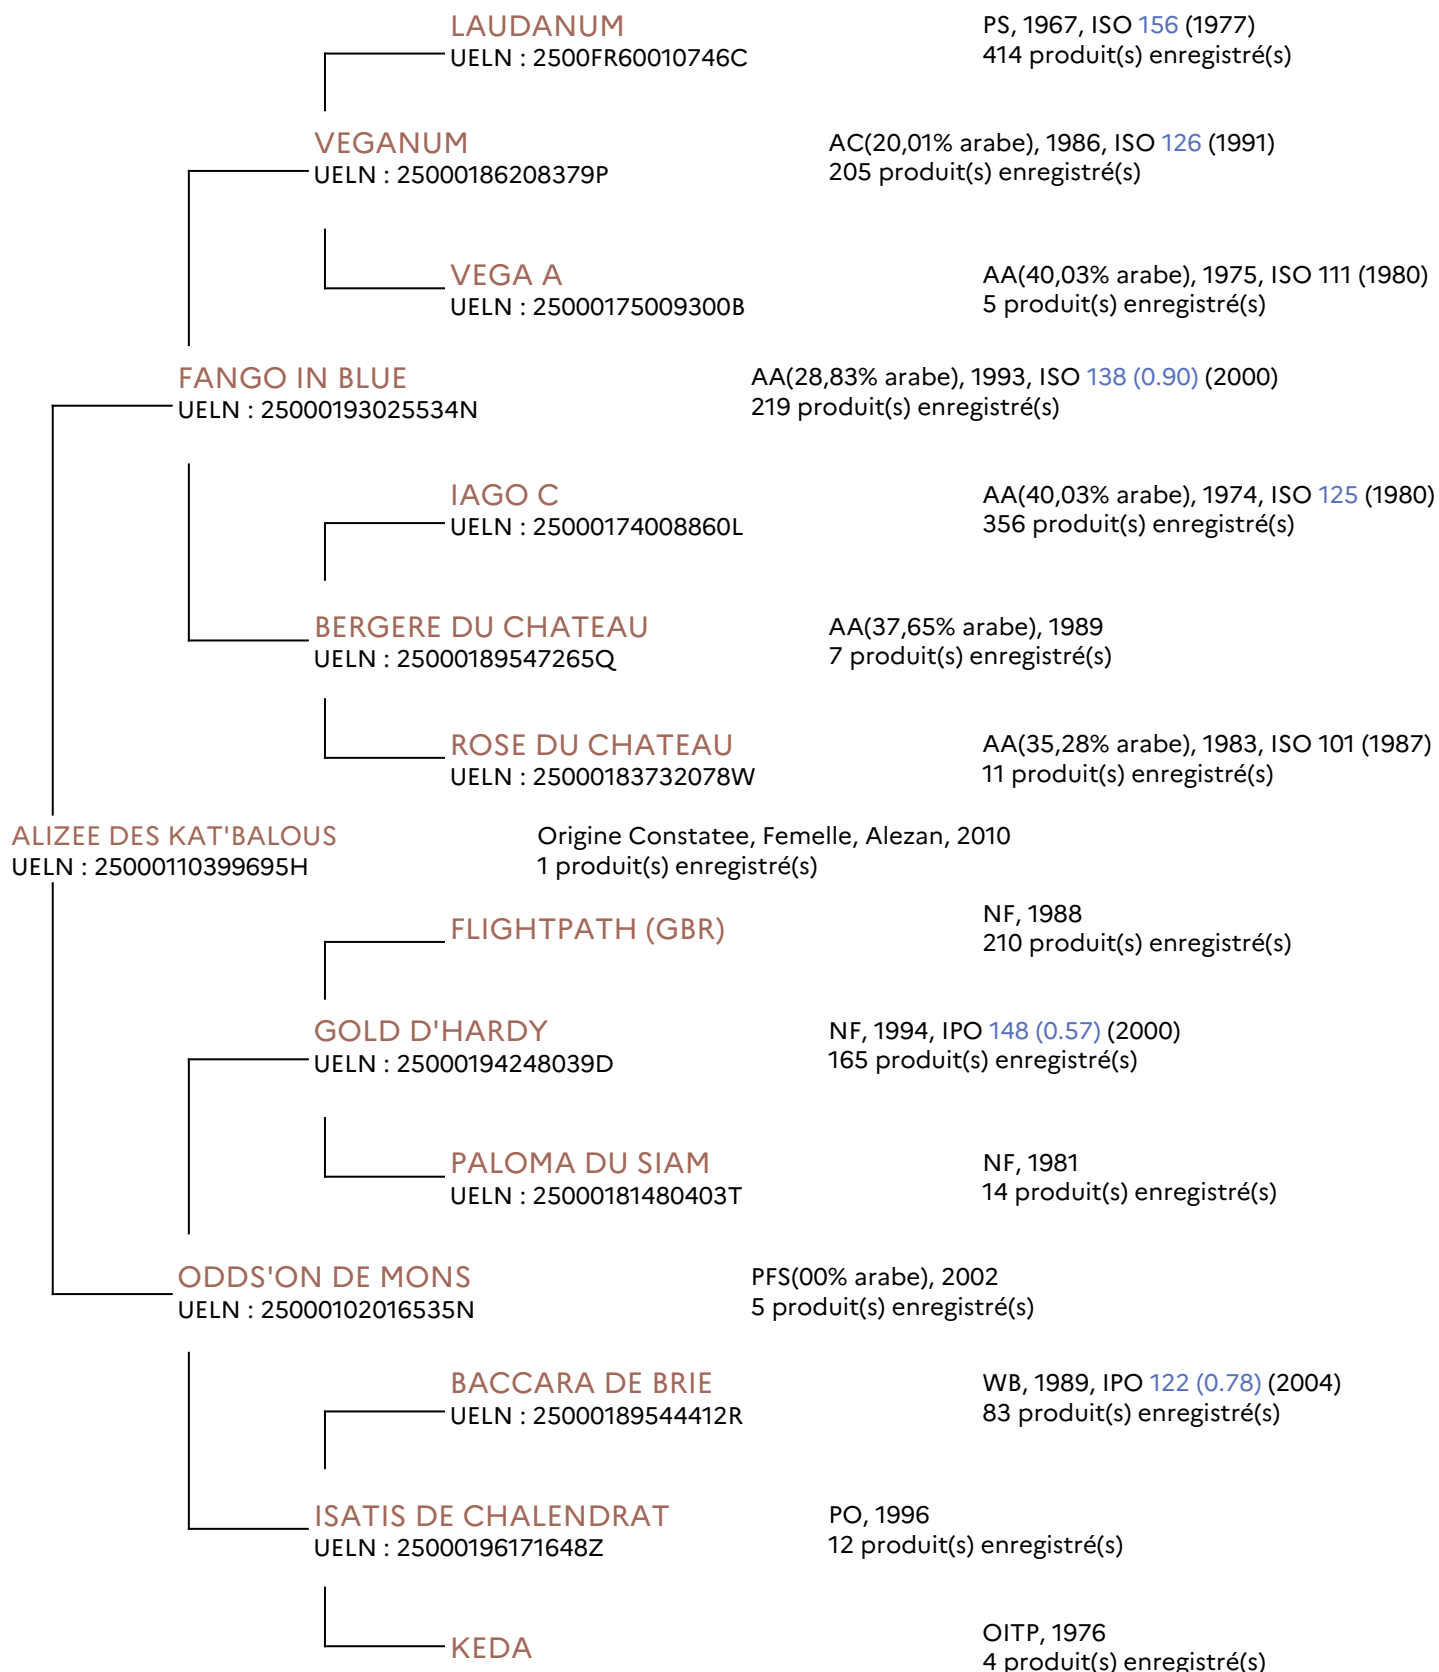 LAUDANUM
UELN : 2500FR60010746C
PS, 1967, ISO 156 (1977)
414 produit(s) enregistré(s)
VEGANUM
UELN : 25000186208379P
AC(20,01% arabe), 1986, ISO 126 (1991)
205 produit(s) enregistré(s)
VEGA A
UELN : 25000175009300B
AA(40,03% arabe), 1975, ISO 111 (1980)
5 produit(s) enregistré(s)
FANGO IN BLUE
UELN : 25000193025534N
AA(28,83% arabe), 1993, ISO 138 (0.90) (2000)
219 produit(s) enregistré(s)
IAGO C
UELN : 25000174008860L
AA(40,03% arabe), 1974, ISO 125 (1980)
356 produit(s) enregistré(s)
BERGERE DU CHATEAU
UELN : 25000189547265Q
AA(37,65% arabe), 1989
7 produit(s) enregistré(s)
ROSE DU CHATEAU
UELN : 25000183732078W
AA(35,28% arabe), 1983, ISO 101 (1987)
11 produit(s) enregistré(s)
ALIZEE DES KAT'BALOUS
UELN : 25000110399695H
Origine Constatee, Femelle, Alezan, 2010
1 produit(s) enregistré(s)
FLIGHTPATH (GBR)
NF, 1988
210 produit(s) enregistré(s)
GOLD D'HARDY
UELN : 25000194248039D
NF, 1994, IPO 148 (0.57) (2000)
165 produit(s) enregistré(s)
PALOMA DU SIAM
UELN : 25000181480403T
NF, 1981
14 produit(s) enregistré(s)
ODDS'ON DE MONS
UELN : 25000102016535N
PFS(00% arabe), 2002
5 produit(s) enregistré(s)
BACCARA DE BRIE
UELN : 25000189544412R
WB, 1989, IPO 122 (0.78) (2004)
83 produit(s) enregistré(s)
ISATIS DE CHALENDRAT
UELN : 25000196171648Z
PO, 1996
12 produit(s) enregistré(s)
KEDA
OITP, 1976
4 produit(s) enregistré(s)